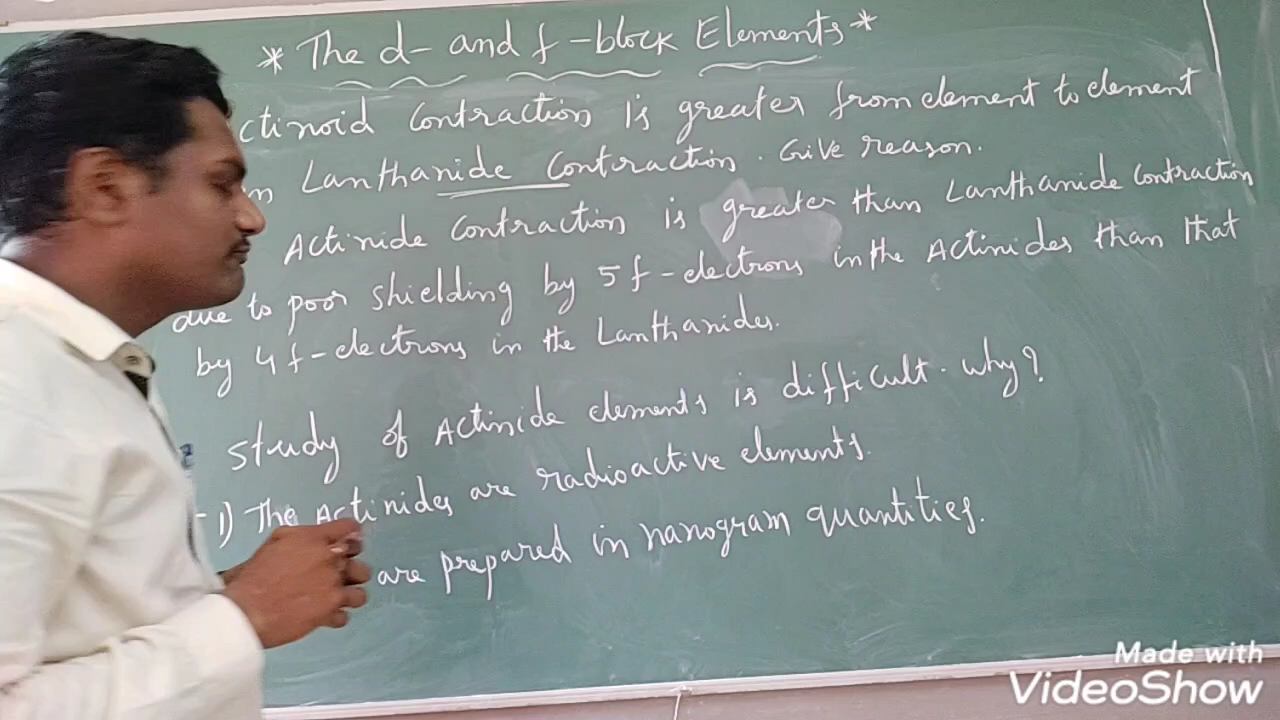 * The d- and f-block Elements *
ctinoid Contraction is greater from element to element
n Lanthanide Contraction. Give reason.
Actinide Contraction is greater than Lanthanide Contraction
due to poor shielding by 5f-electrons in the Actinides than that
by 4f-electrons in the Lanthanides.
study of Actinide elements is difficult. why?
1) The Actinides are radioactive elements.
are prepared in nanogram quantities.
Made with
VideoShow